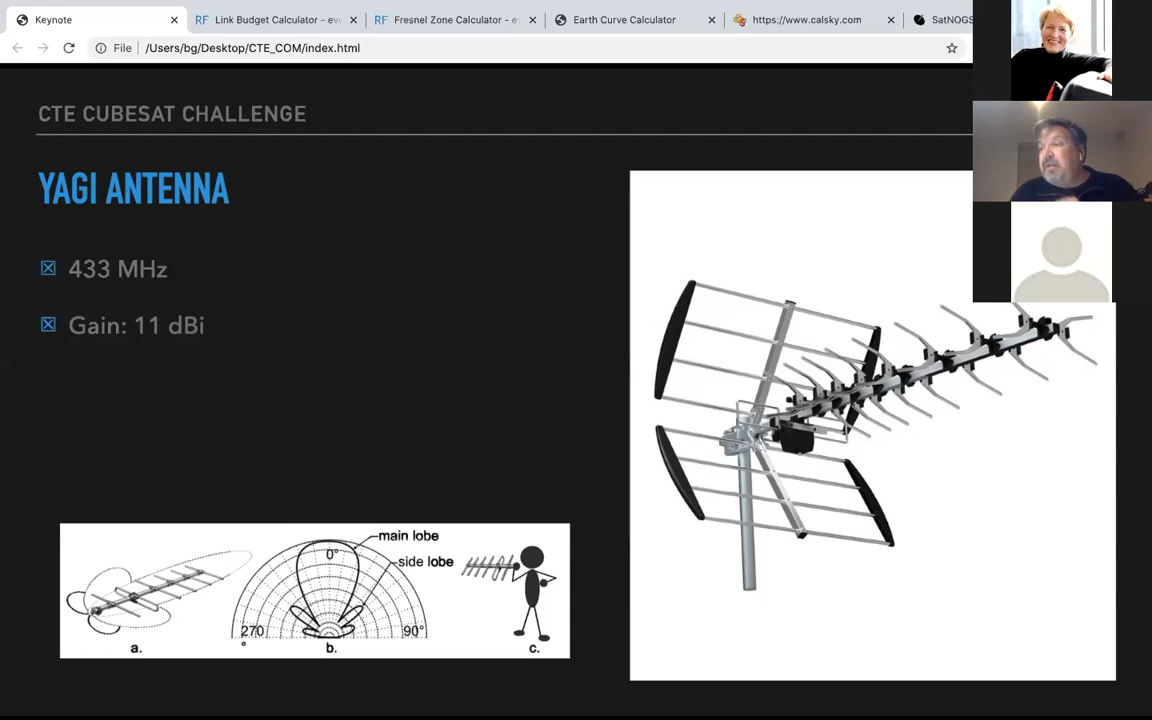 Keynote
Link Budget Calculator - eve
Fresnel Zone Calculator - e
Earth Curve Calculator
https://www.calsky.com
SatNOGS
File
/Users/bg/Desktop/CTE_COM/index.html
CTE CUBESAT CHALLENGE
YAGI ANTENNA
433 MHz
Gain: 11 dBi
main lobe
0°
side lobe
270
°
90°
a.
b.
c.